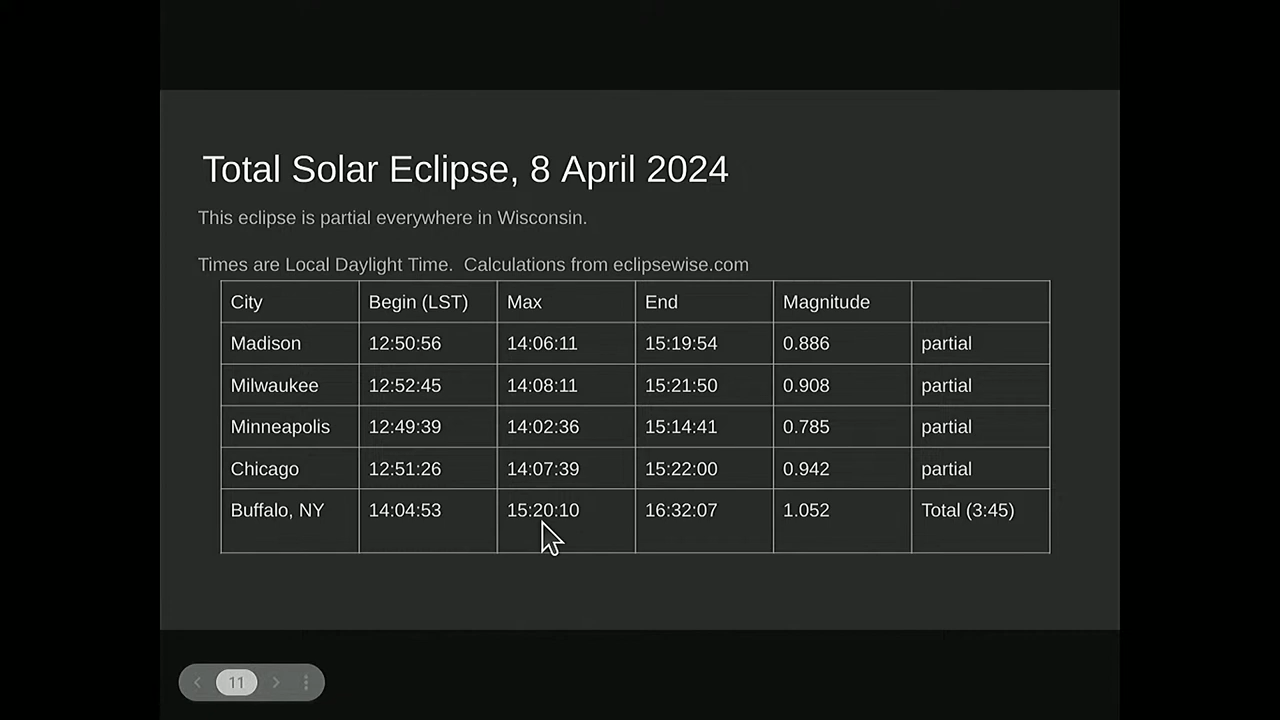 Total Solar Eclipse, 8 April 2024
This eclipse is partial everywhere in Wisconsin.
Times are Local Daylight Time.  Calculations from eclipsewise.com
City Begin (LST) Max End Magnitude
Madison 12:50:56 14:06:11 15:19:54 0.886 partial
Milwaukee 12:52:45 14:08:11 15:21:50 0.908 partial
Minneapolis 12:49:39 14:02:36 15:14:41 0.785 partial
Chicago 12:51:26 14:07:39 15:22:00 0.942 partial
Buffalo, NY 14:04:53 15:20:10 16:32:07 1.052 Total (3:45)
11